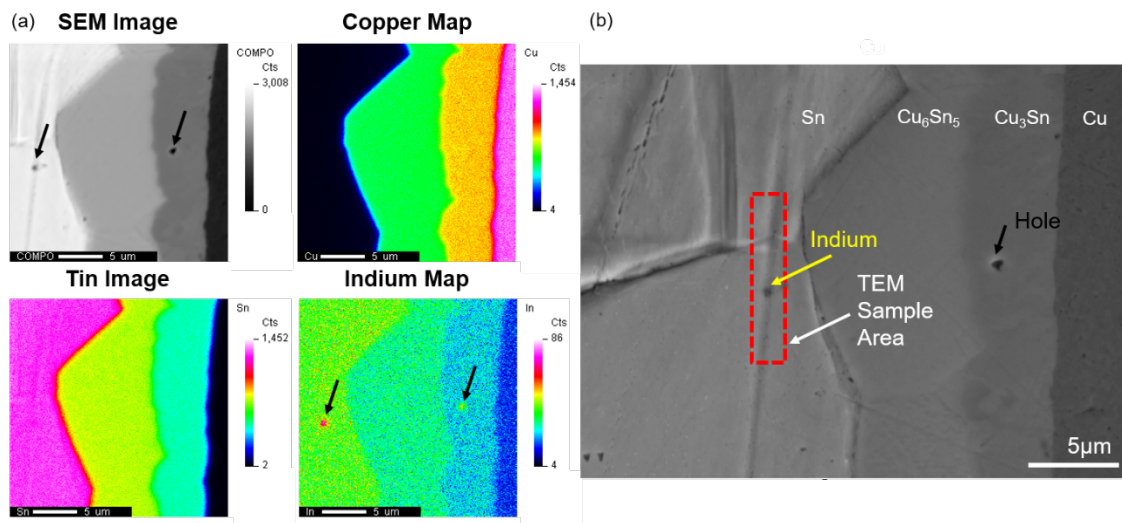 (a)
SEM Image
COMPO
Cts
3,008
0
COMPO
5 um
Copper Map
Cu
Cts
1,454
4
Cu
5 um
Tin Image
Sn
Cts
1,452
2
Sn
5 um
Indium Map
In
Cts
86
4
In
5 um
(b)
Sn
Cu₆Sn₅
Cu₃Sn
Cu
Hole
Indium
TEM
Sample
Area
5μm